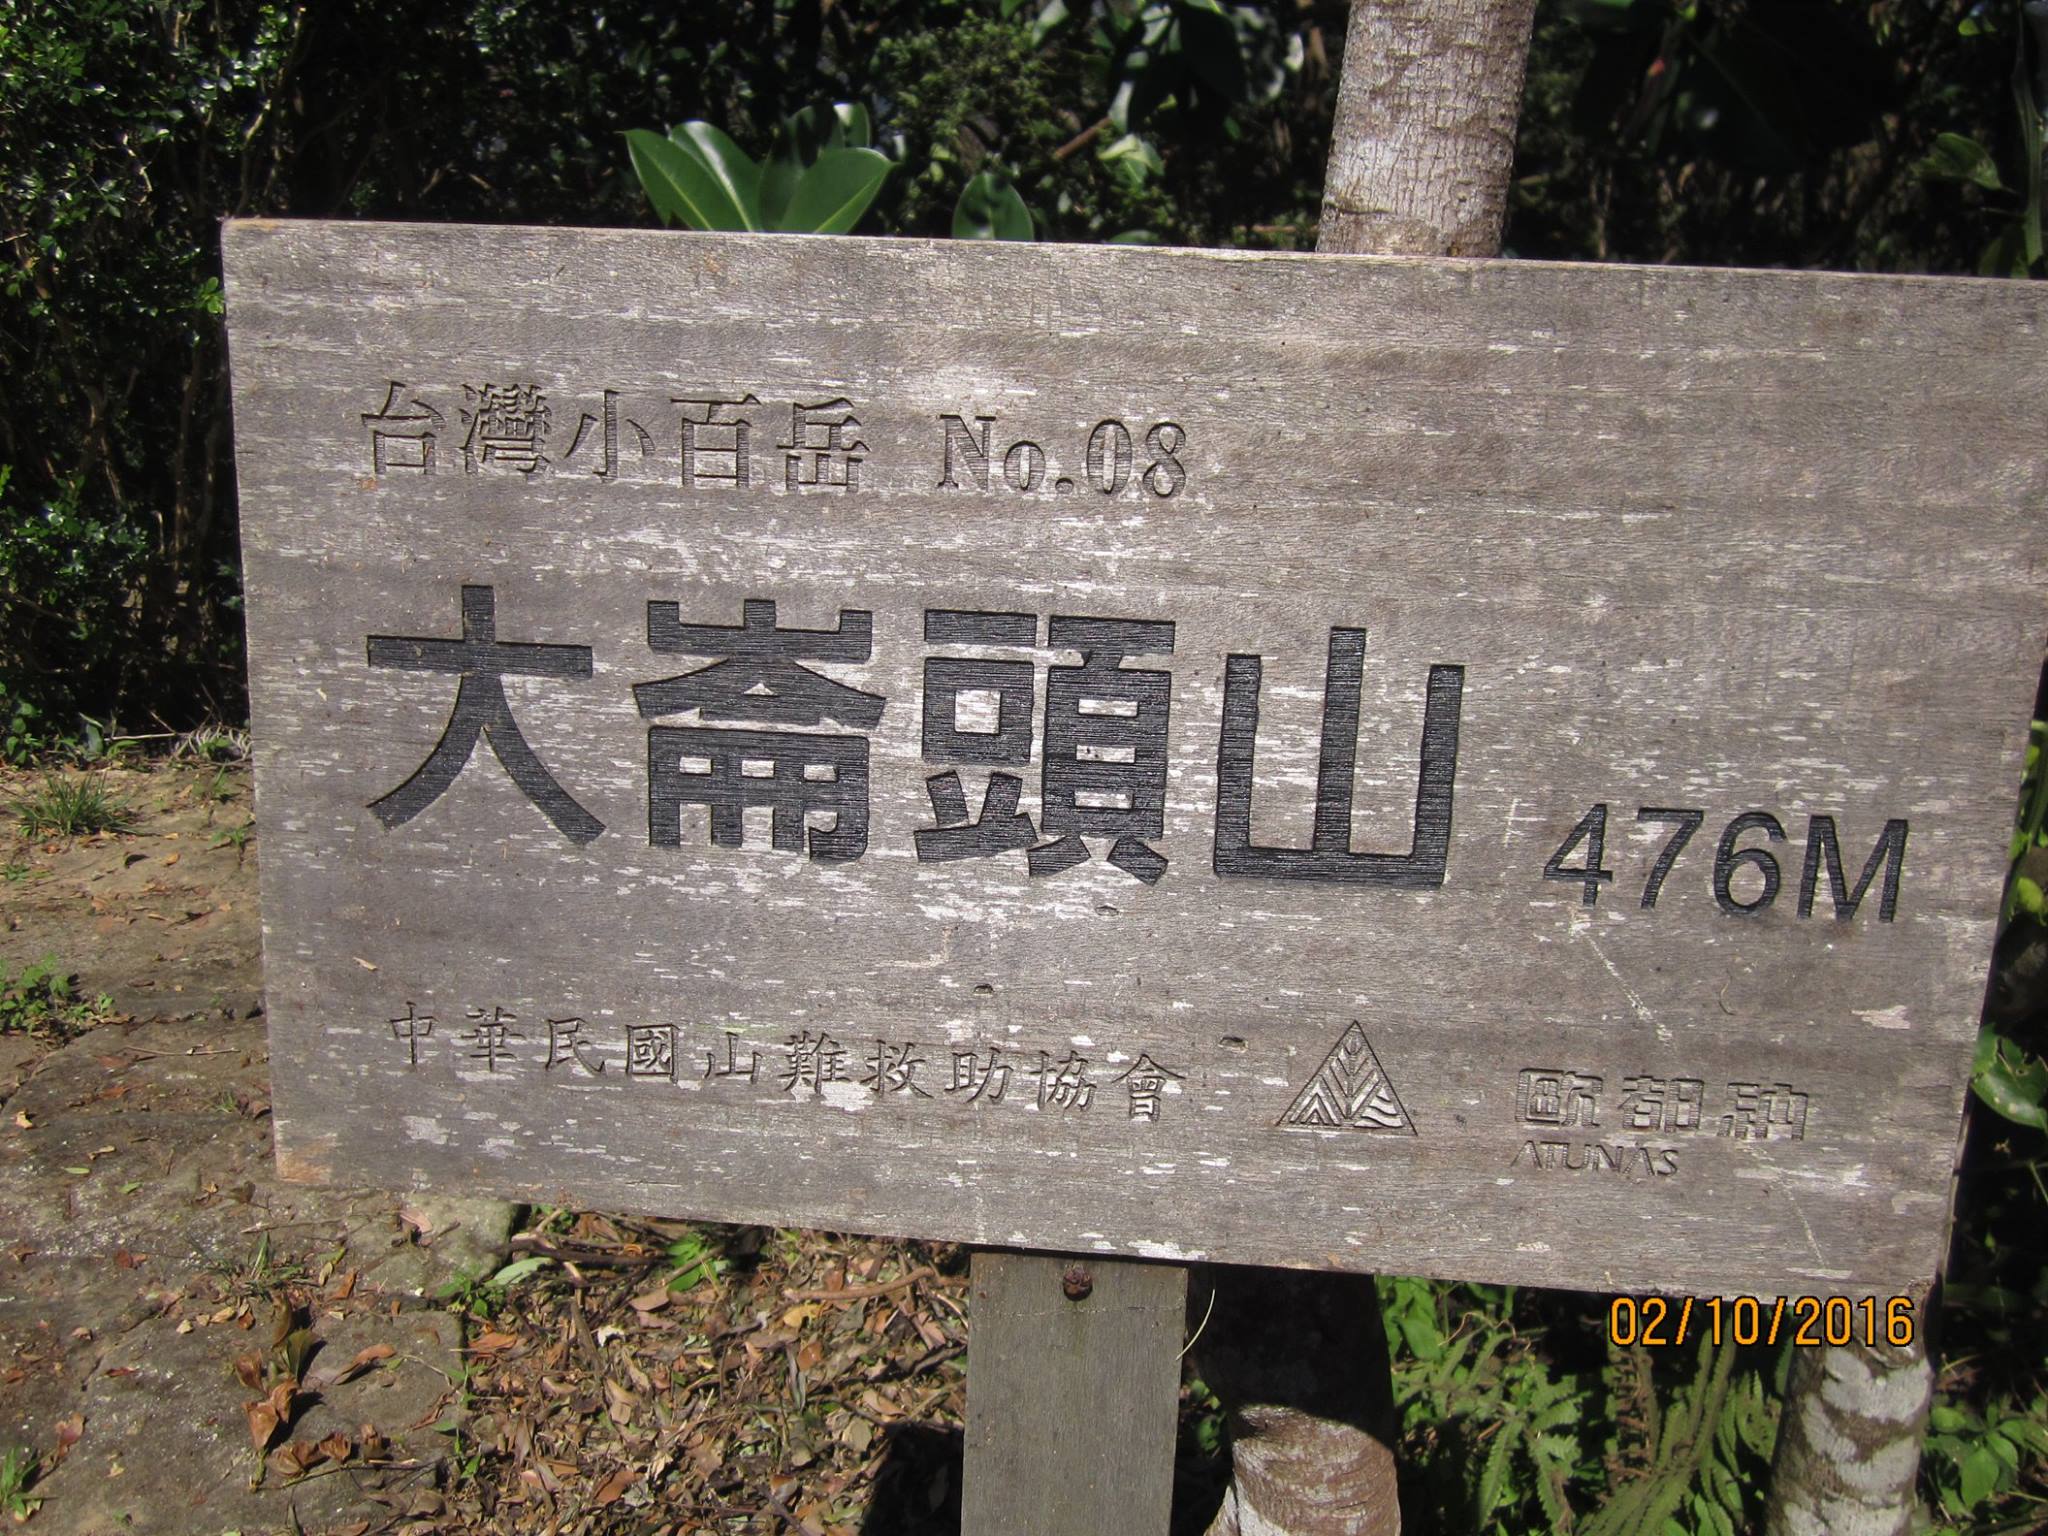 台灣小百岳 No.08
大崙頭山 476M
中華民國山難救助協會
歐都納
ATUNAS
02/10/2016